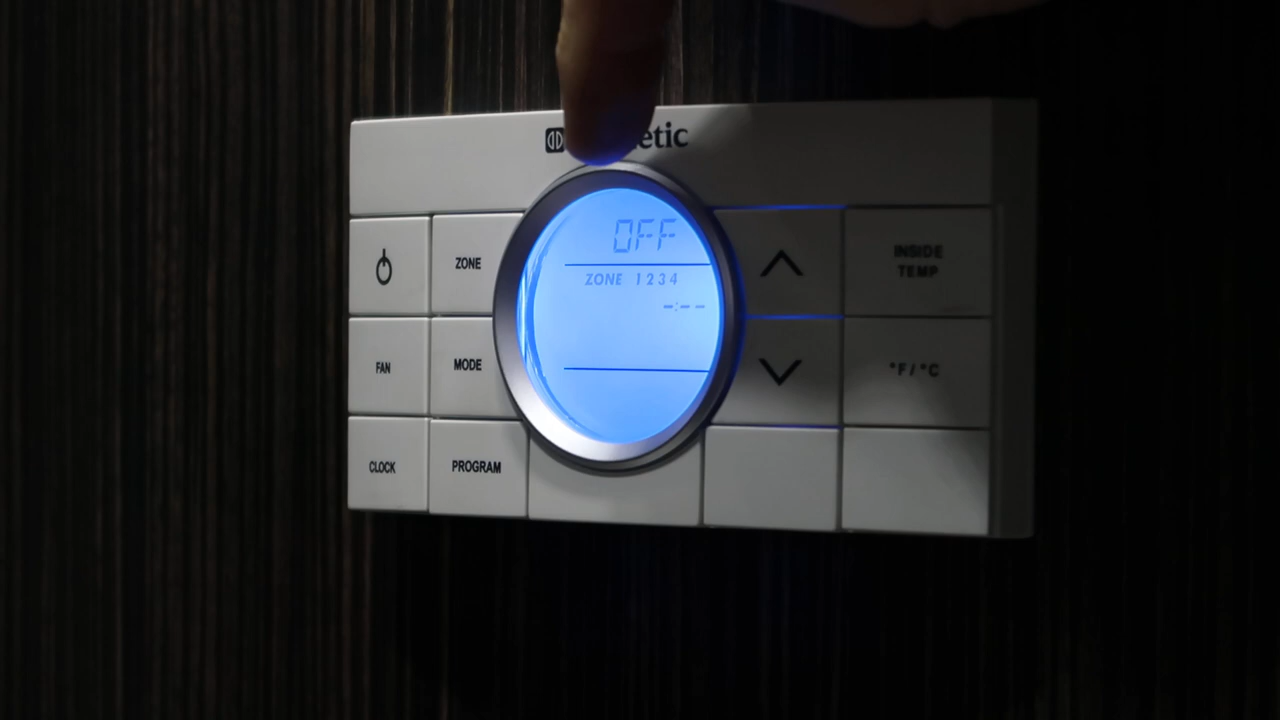 etic
OFF
ZONE 1 2 3 4
-:--
ZONE
INSIDE
TEMP
FAN
MODE
°F/°C
CLOCK
PROGRAM